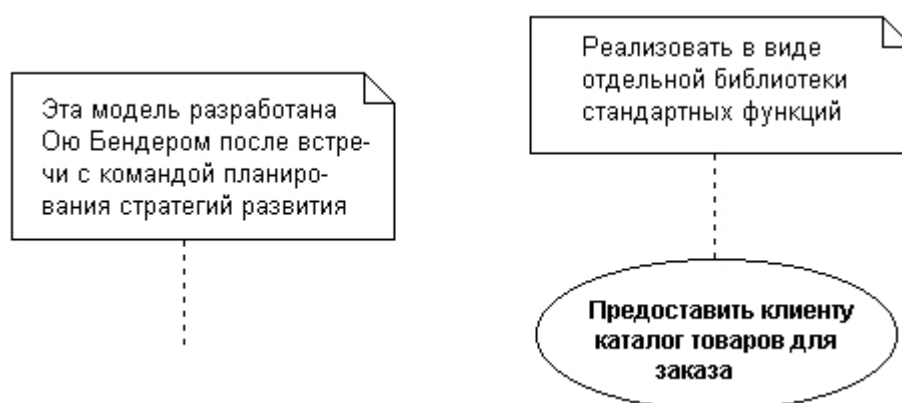 Эта модель разработана
Ою Бендером после встре-
чи с командой планиро-
вания стратегий развития
Реализовать в виде
отдельной библиотеки
стандартных функций
Предоставить клиенту
каталог товаров для
заказа